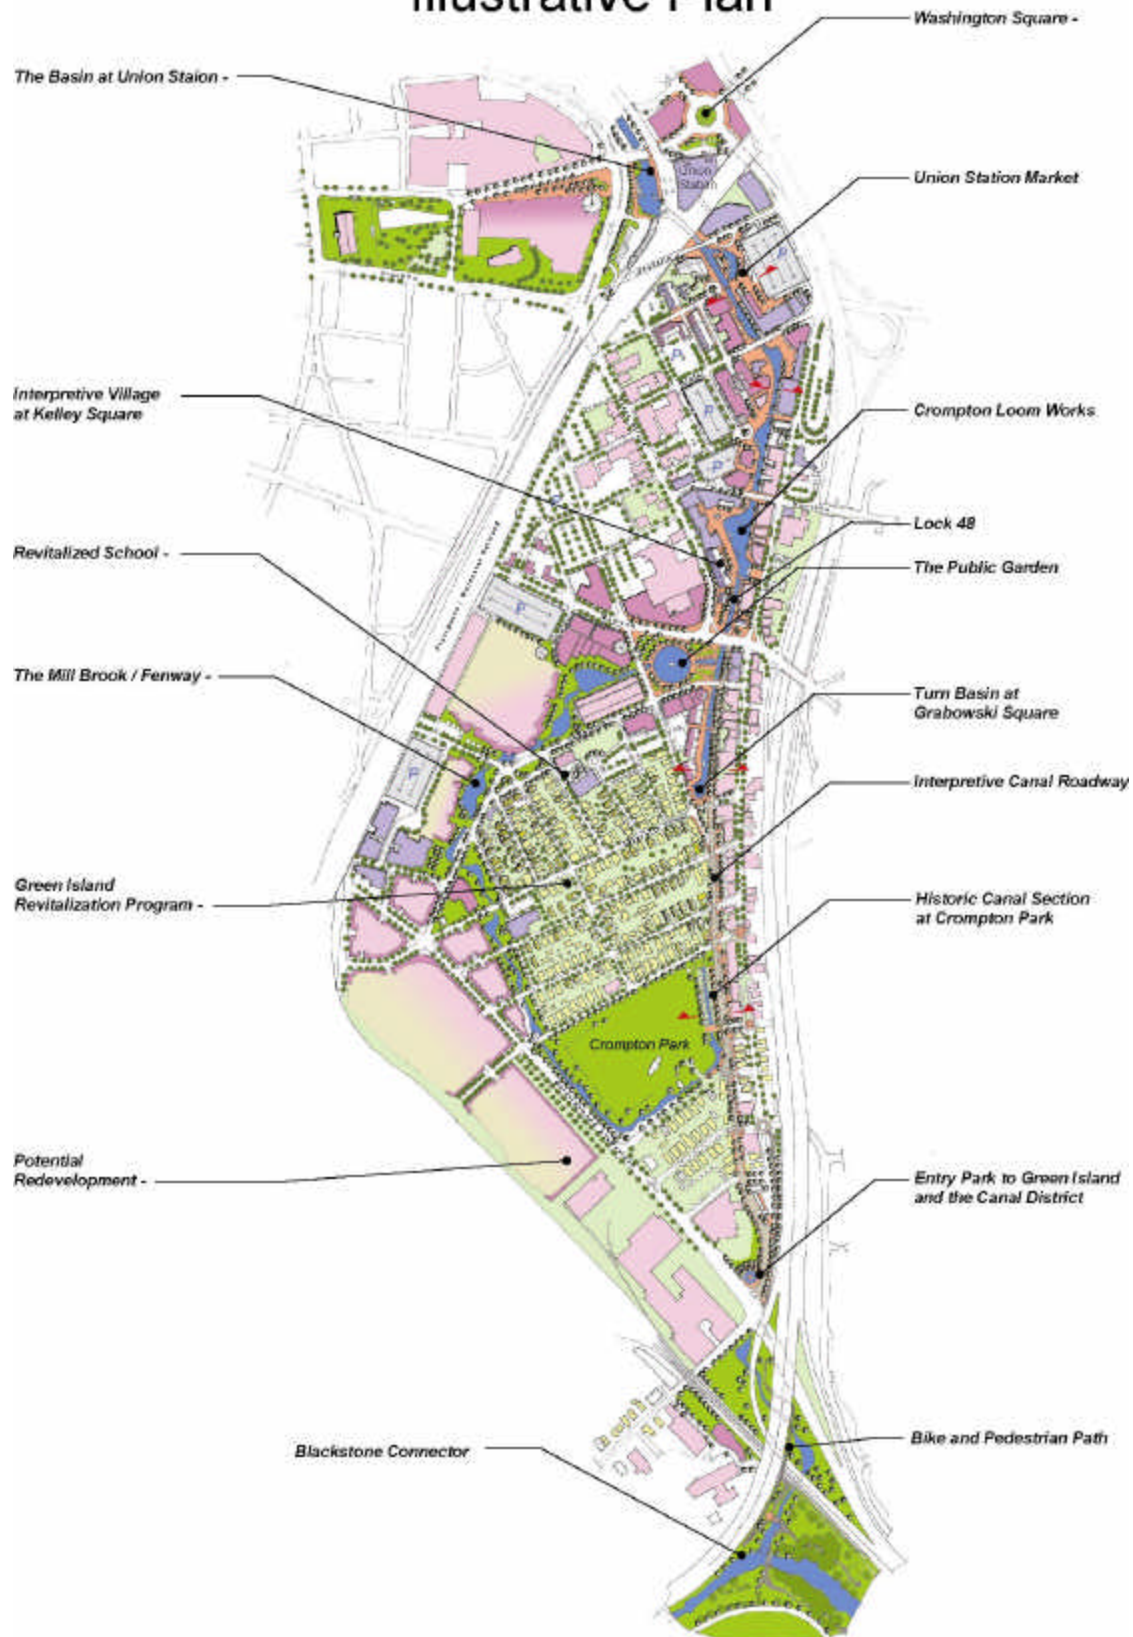 Illustrative Plan
Washington Square -
The Basin at Union Staion -
Union
Station
Union Station Market
P
Interpretive Village
at Kelley Square
P
P
Crompton Loom Works
P
Lock 48
Revitalized School -
The Public Garden
P
The Mill Brook / Fenway -
Turn Basin at
Grabowski Square
P
Interpretive Canal Roadway
Green Island
Revitalization Program -
Historic Canal Section
at Crompton Park
Crompton Park
Potential
Redevelopment -
Entry Park to Green Island
and the Canal District
Blackstone Connector
Bike and Pedestrian Path